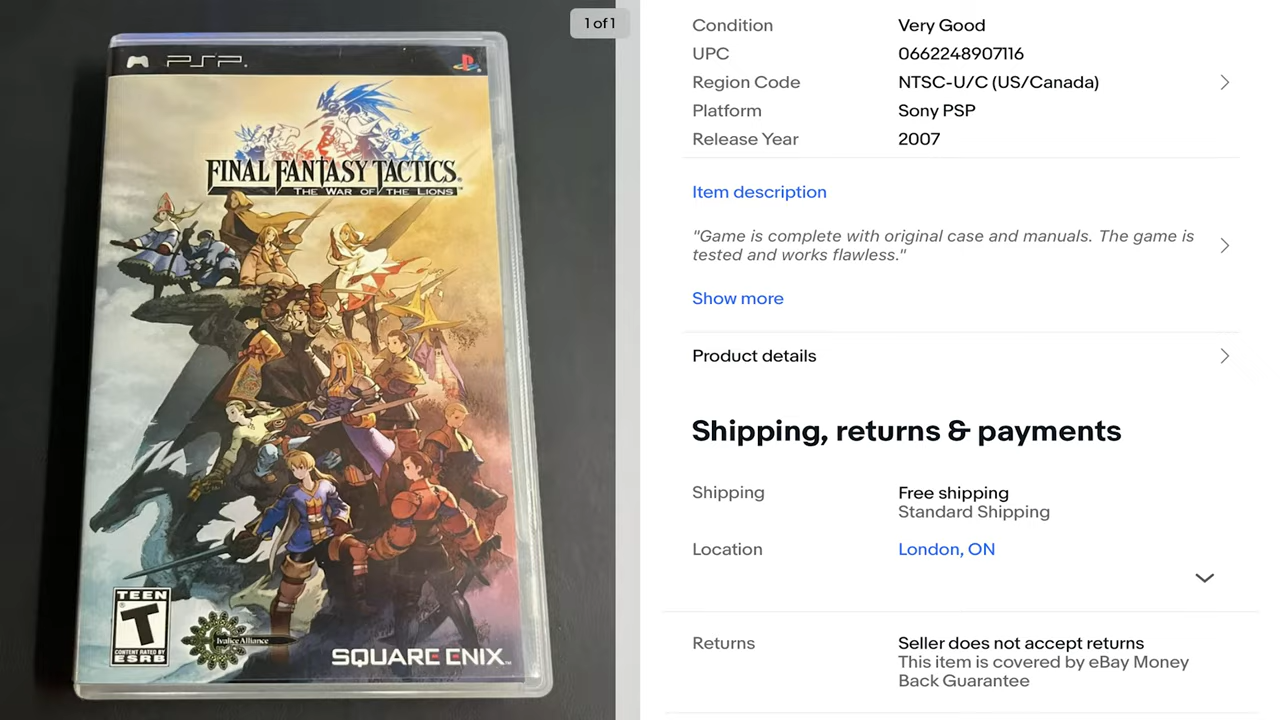 1 of 1
PSP
FINAL FANTASY TACTICS
THE WAR OF THE LIONS
TEEN
T
CONTENT RATED BY
ESRB
Ivalice Alliance
SQUARE ENIX
Condition Very Good
UPC 0662248907116
Region Code NTSC-U/C (US/Canada)
Platform Sony PSP
Release Year 2007
Item description
"Game is complete with original case and manuals. The game is
tested and works flawless."
Show more
Product details
Shipping, returns & payments
Shipping Free shipping
Standard Shipping
Location London, ON
Returns Seller does not accept returns
This item is covered by eBay Money
Back Guarantee